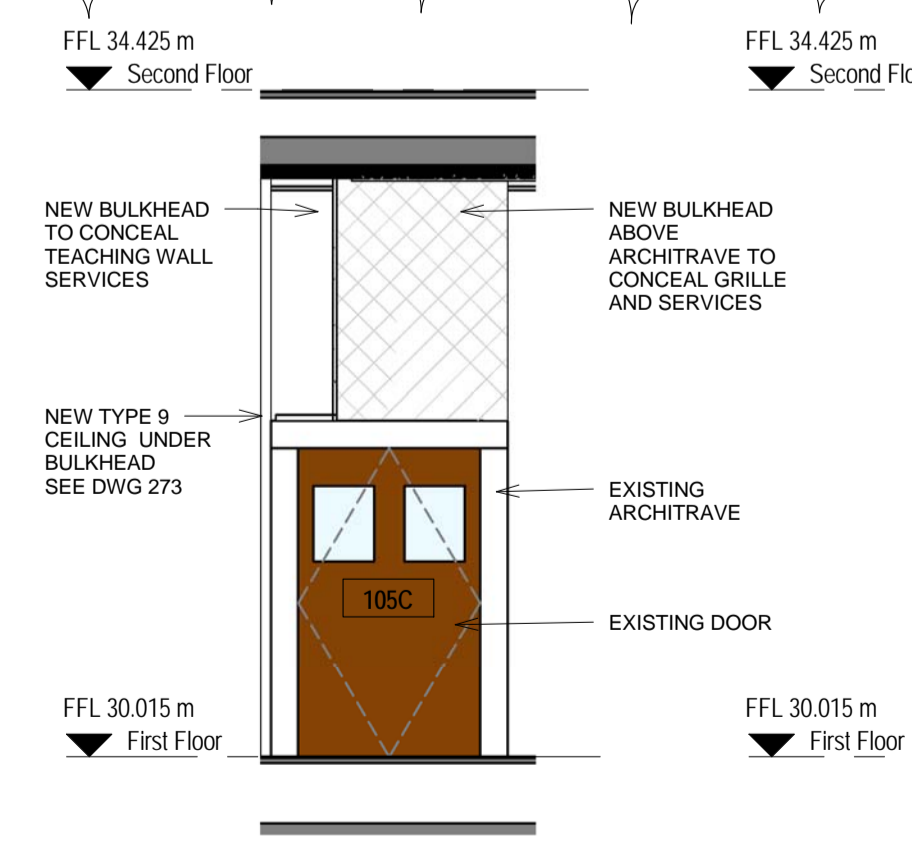 FFL 34.425 m
Second Floor
FFL 34.425 m
Second Flo
NEW BULKHEAD
TO CONCEAL
TEACHING WALL
SERVICES
NEW BULKHEAD
ABOVE
ARCHITRAVE TO
CONCEAL GRILLE
AND SERVICES
NEW TYPE 9
CEILING UNDER
BULKHEAD
SEE DWG 273
EXISTING
ARCHITRAVE
105C
EXISTING DOOR
FFL 30.015 m
First Floor
FFL 30.015 m
First Floor